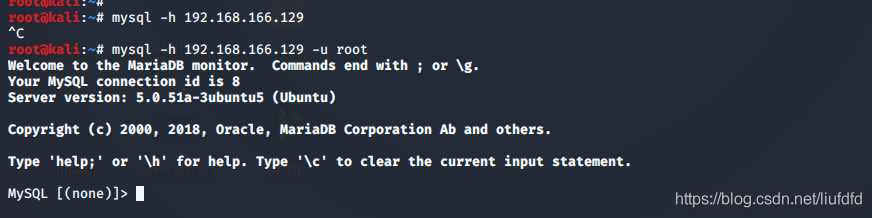 root@kali:~#
root@kali:~# mysql -h 192.168.166.129
^C
root@kali:~# mysql -h 192.168.166.129 -u root
Welcome to the MariaDB monitor.  Commands end with ; or \g.
Your MySQL connection id is 8
Server version: 5.0.51a-3ubuntu5 (Ubuntu)

Copyright (c) 2000, 2018, Oracle, MariaDB Corporation Ab and others.

Type 'help;' or '\h' for help. Type '\c' to clear the current input statement.

MySQL [(none)]>
https://blog.csdn.net/liufdfd